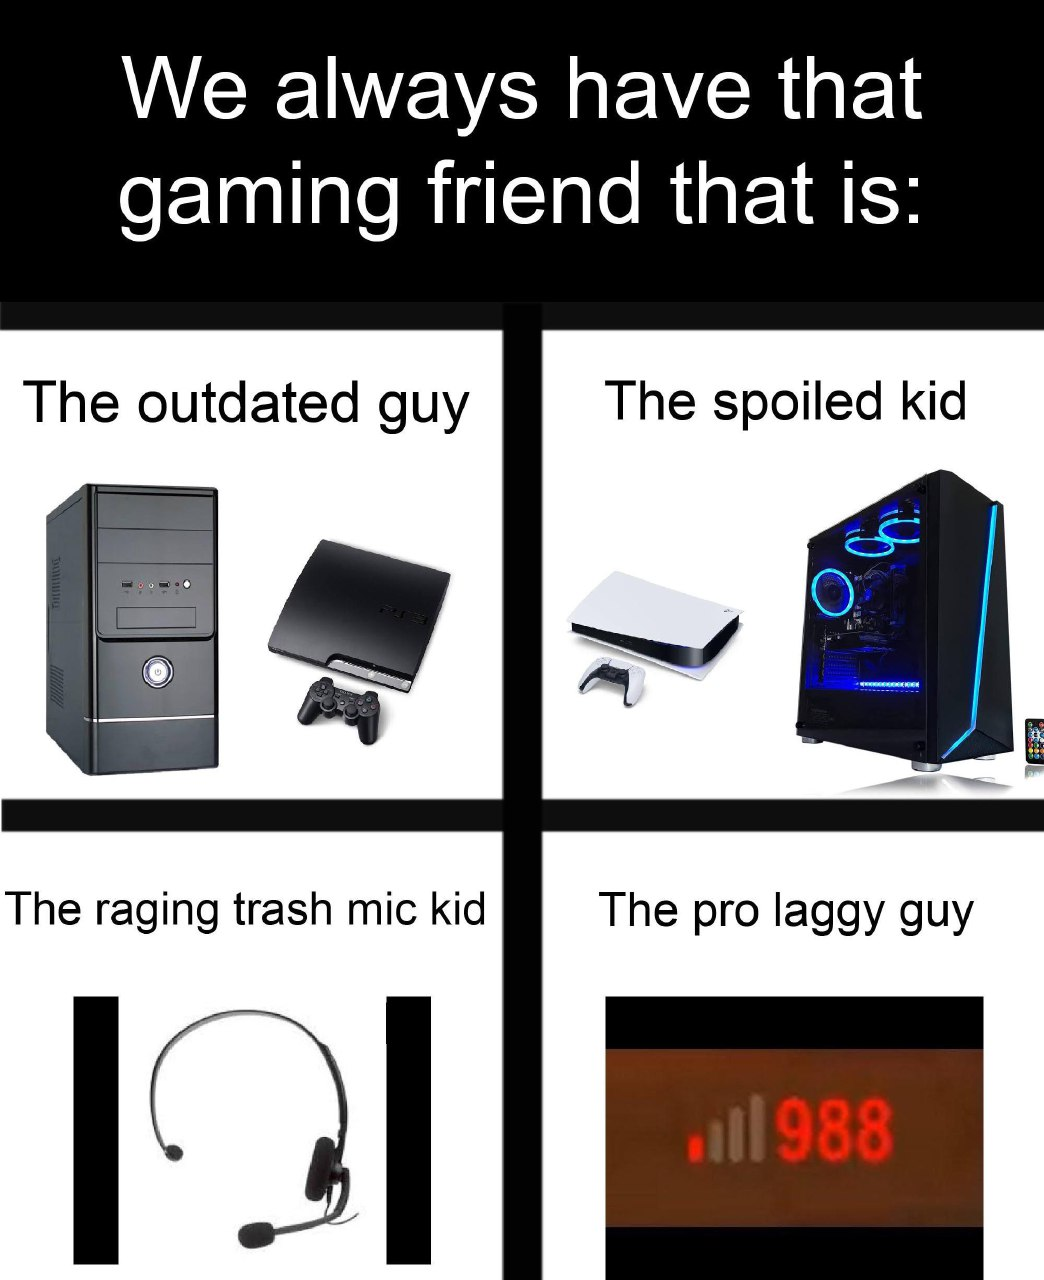 We always have that
gaming friend that is:
The outdated guy
The spoiled kid
PS3
The raging trash mic kid
The pro laggy guy
988